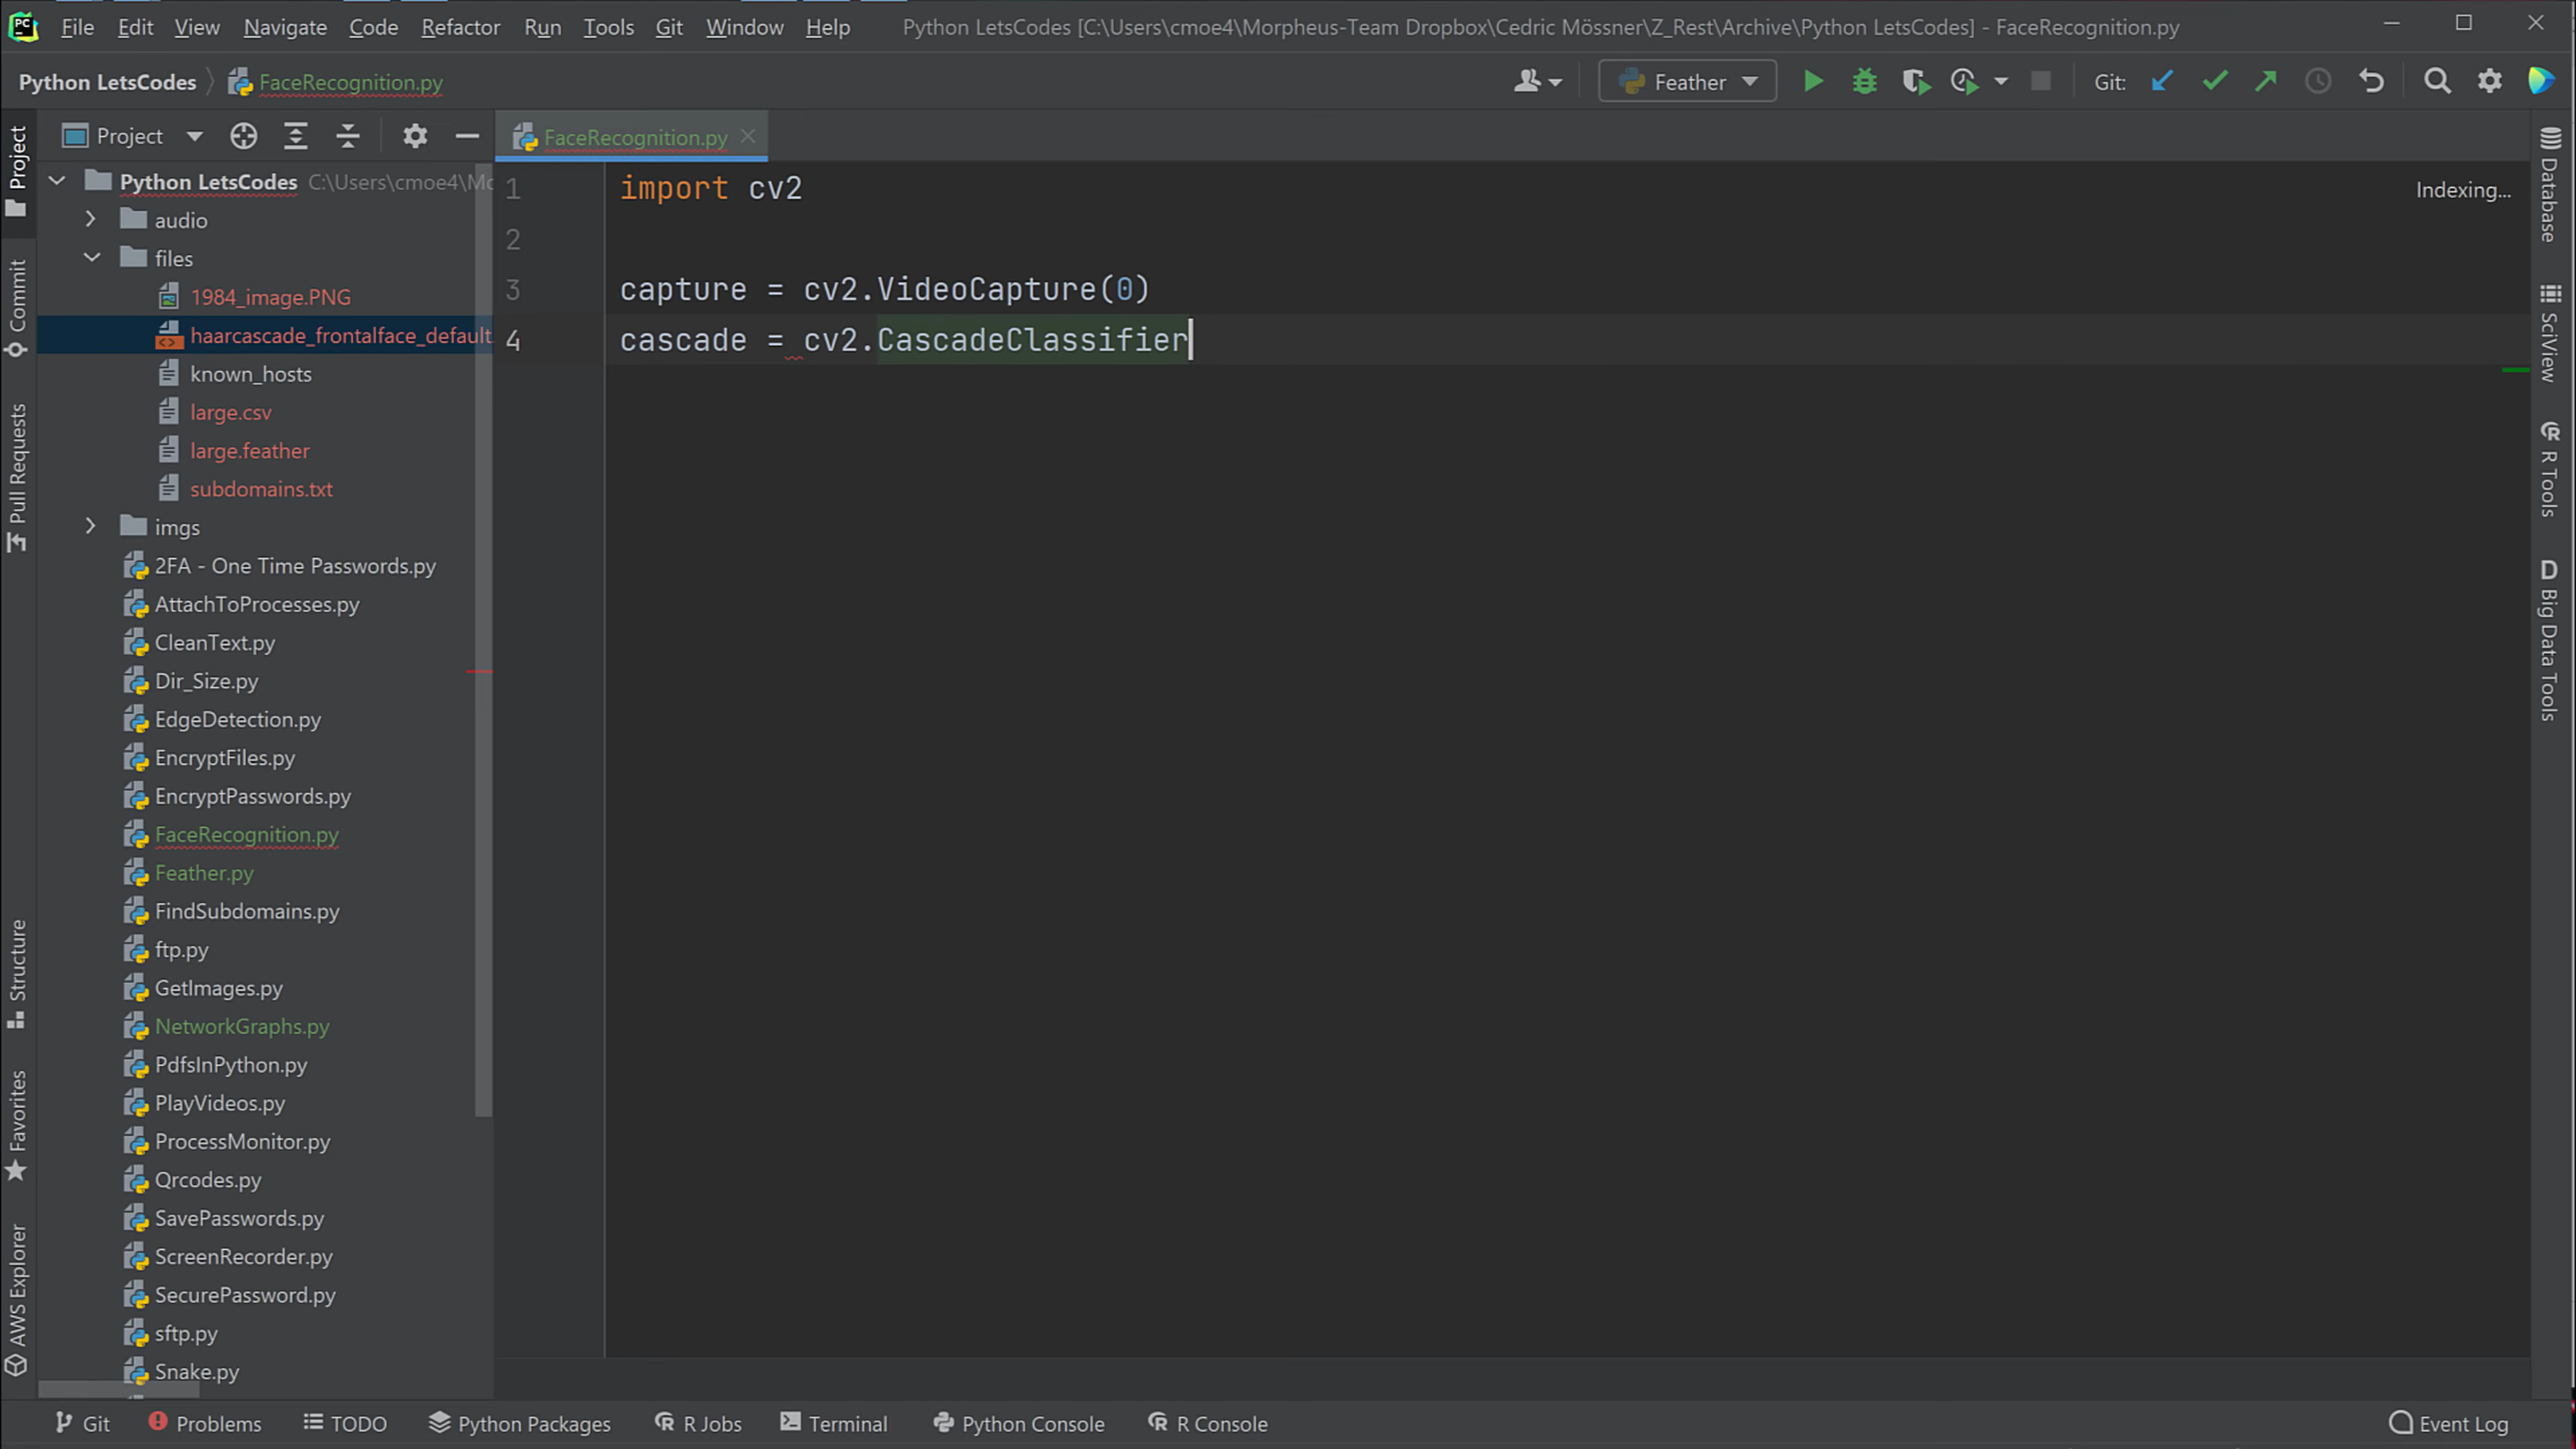 File Edit View Navigate Code Refactor Run Tools Git Window Help Python LetsCodes [C:\Users\cmoe4\Morpheus-Team Dropbox\Cedric Mössner\Z_Rest\Archive\Python LetsCodes] - FaceRecognition.py
Python LetsCodes FaceRecognition.py Feather Git:
Project FaceRecognition.py
Python LetsCodes C:\Users\cmoe4\Mo
audio
files
1984_image.PNG
haarcascade_frontalface_default
known_hosts
large.csv
large.feather
subdomains.txt
imgs
2FA - One Time Passwords.py
AttachToProcesses.py
CleanText.py
Dir_Size.py
EdgeDetection.py
EncryptFiles.py
EncryptPasswords.py
FaceRecognition.py
Feather.py
FindSubdomains.py
ftp.py
GetImages.py
NetworkGraphs.py
PdfsInPython.py
PlayVideos.py
ProcessMonitor.py
Qrcodes.py
SavePasswords.py
ScreenRecorder.py
SecurePassword.py
sftp.py
Snake.py
1 import cv2
2
3 capture = cv2.VideoCapture(0)
4 cascade = cv2.CascadeClassifier
Indexing...
Project
Commit
Pull Requests
Structure
Favorites
AWS Explorer
Database
SciView
R Tools
D Big Data Tools
Git Problems TODO Python Packages R Jobs Terminal Python Console R Console Event Log